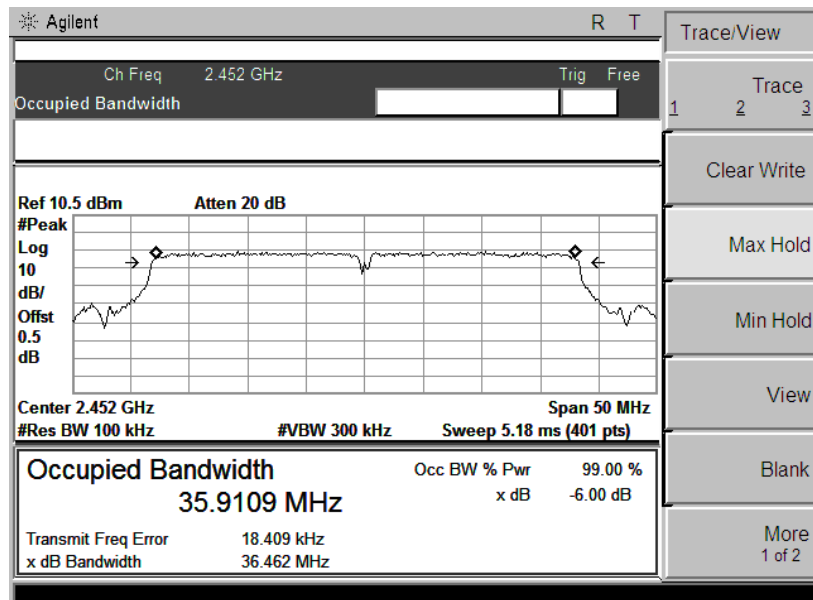 Agilent R T
Ch Freq 2.452 GHz Trig Free
Occupied Bandwidth
Ref 10.5 dBm Atten 20 dB
#Peak
Log
10
dB/
Offst
0.5
dB
Center 2.452 GHz Span 50 MHz
#Res BW 100 kHz #VBW 300 kHz Sweep 5.18 ms (401 pts)
Occupied Bandwidth
35.9109 MHz
Occ BW % Pwr 99.00 %
x dB -6.00 dB
Transmit Freq Error 18.409 kHz
x dB Bandwidth 36.462 MHz
Trace/View
Trace
1 2 3
Clear Write
Max Hold
Min Hold
View
Blank
More
1 of 2